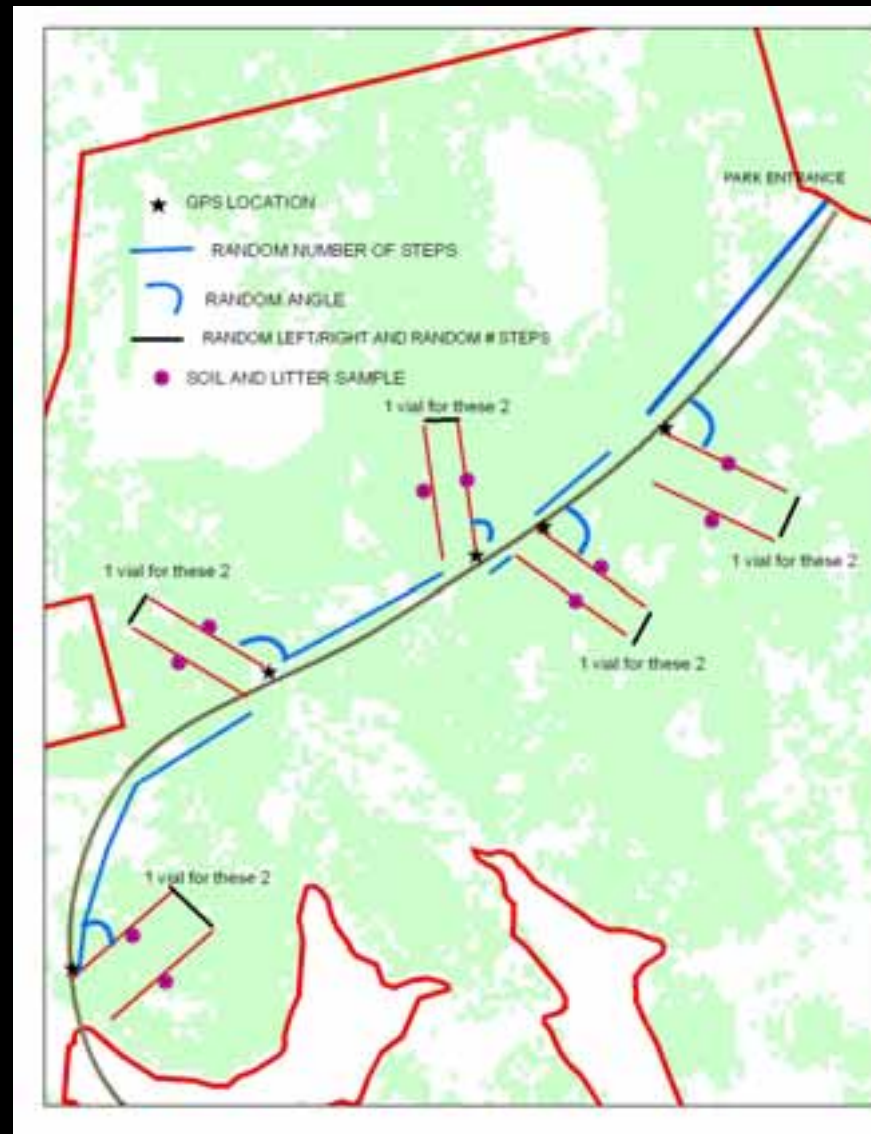 PARK ENTRANCE
GPS LOCATION
RANDOM NUMBER OF STEPS
RANDOM ANGLE
RANDOM LEFT/RIGHT AND RANDOM # STEPS
SOIL AND LITTER SAMPLE
1 vial for these 2
1 vial for these 2
1 vial for these 2
1 vial for these 2
1 vial for these 2